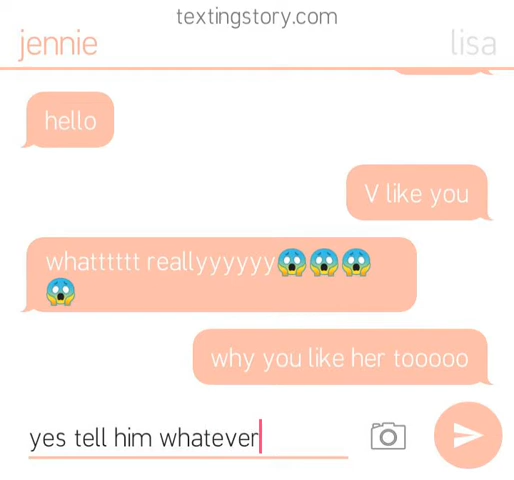 textingstory.com
jennie
lisa
hello
V like you
whatttttt reallyyyyyy😱😱😱
😱
why you like her tooooo
yes tell him whatever